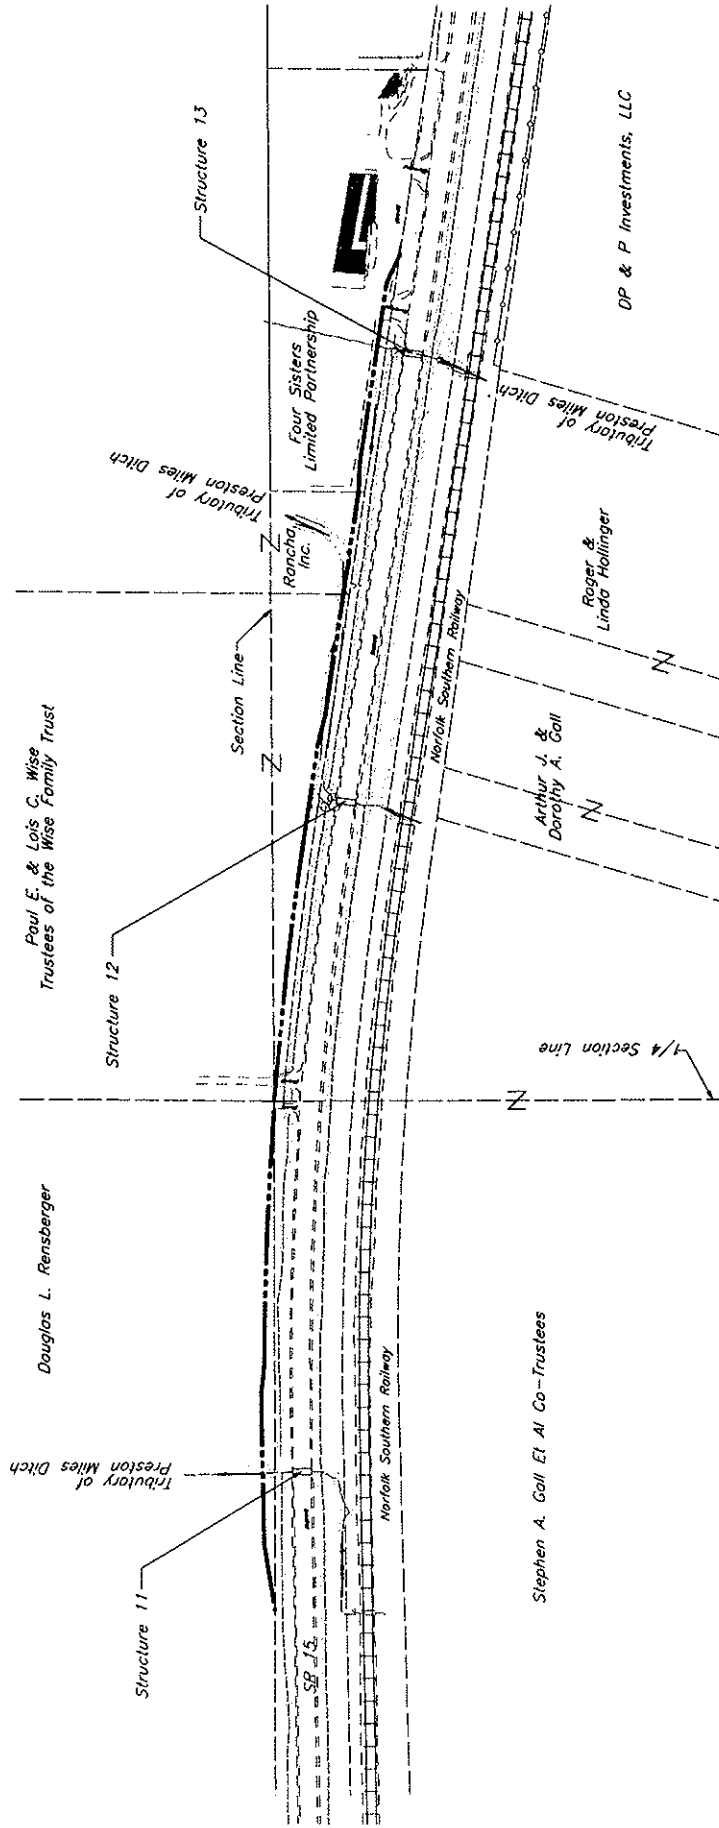 Structure 13
DP & P Investments, LLC
Four Sisters
Limited Partnership
Tributary of
Preston Miles Ditch
Tributary of
Preston Miles Ditch
Rancha,
Inc.
Roger &
Linda Hollinger
Section Line
Norfolk Southern Railway
Paul E. & Lois C. Wise
Trustees of the Wise Family Trust
Arthur J. &
Dorothy A. Gall
Structure 12
1/4 Section Line
Douglas L. Rensberger
Tributary of
Preston Miles Ditch
Norfolk Southern Railway
Stephen A. Gall Et Al Co-Trustees
Structure 11
SR 15